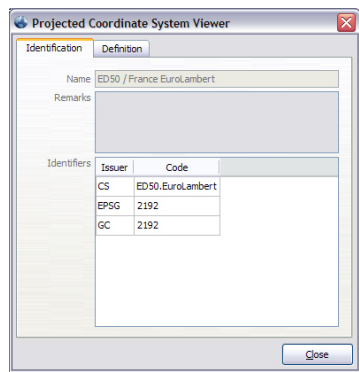 Projected Coordinate System Viewer
Identification Definition
Name ED50 / France EuroLambert
Remarks
Identifiers
Issuer Code
CS ED50.EuroLambert
EPSG 2192
GC 2192
Close